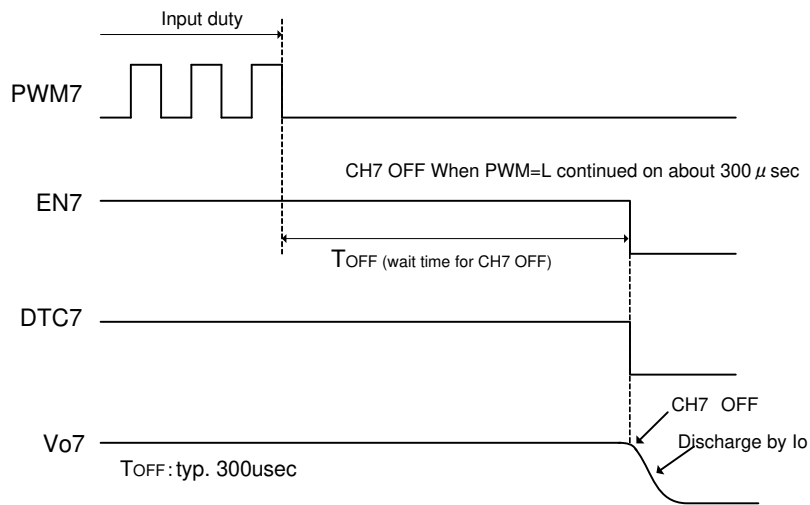 Input duty
PWM7
CH7 OFF When PWM=L continued on about 300 μ sec
EN7
TOFF (wait time for CH7 OFF)
DTC7
CH7 OFF
Vo7
Discharge by Io
TOFF: typ. 300usec